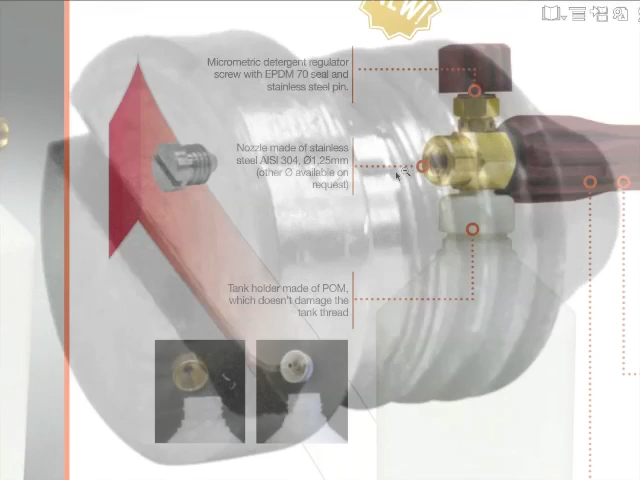 NEW!
Micrometric detergent regulator
screw with EPDM 70 seal and
stainless steel pin.
Nozzle made of stainless
steel AISI 304, Ø1,25mm
(other Ø available on
request)
Tank holder made of POM,
which doesn't damage the
tank thread